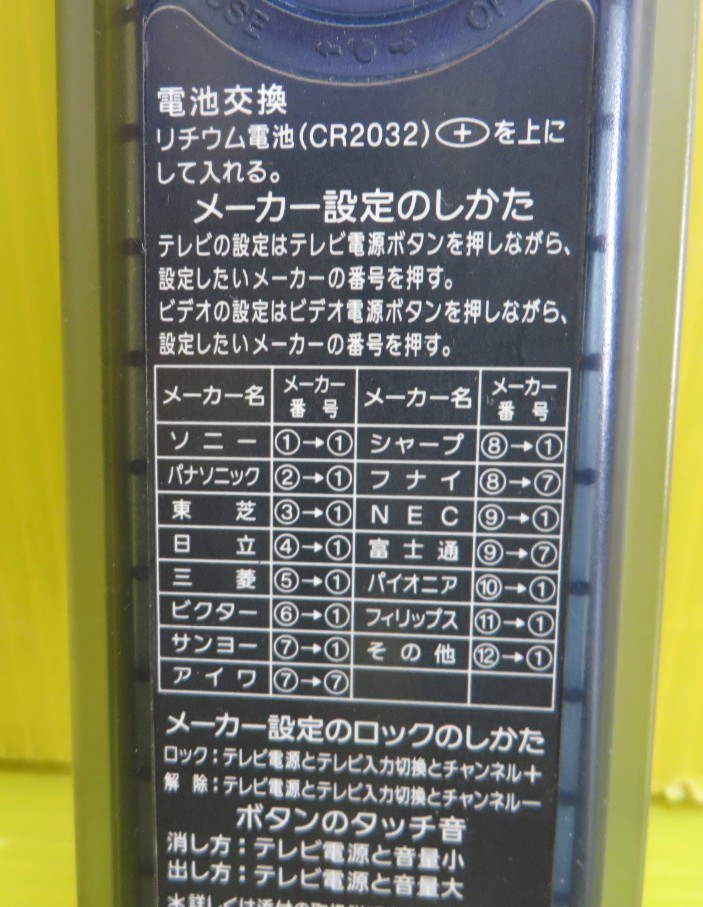 電池交換
リチウム電池(CR2032)⊕を上に
して入れる。
メーカー設定のしかた
テレビの設定はテレビ電源ボタンを押しながら、
設定したいメーカーの番号を押す。
ビデオの設定はビデオ電源ボタンを押しながら、
設定したいメーカーの番号を押す。
メーカー名 メーカー番号 メーカー名 メーカー番号
ソニー ①→① シャープ ⑧→①
パナソニック ②→① フナイ ⑧→⑦
東芝 ③→① NEC ⑨→①
日立 ④→① 富士通 ⑨→⑦
三菱 ⑤→① パイオニア ⑩→①
ビクター ⑥→① フィリップス ⑪→①
サンヨー ⑦→① その他 ⑫→①
アイワ ⑦→⑦
メーカー設定のロックのしかた
ロック:テレビ電源とテレビ入力切換とチャンネル+
解除:テレビ電源とテレビ入力切換とチャンネルー
ボタンのタッチ音
消し方:テレビ電源と音量小
出し方:テレビ電源と音量大